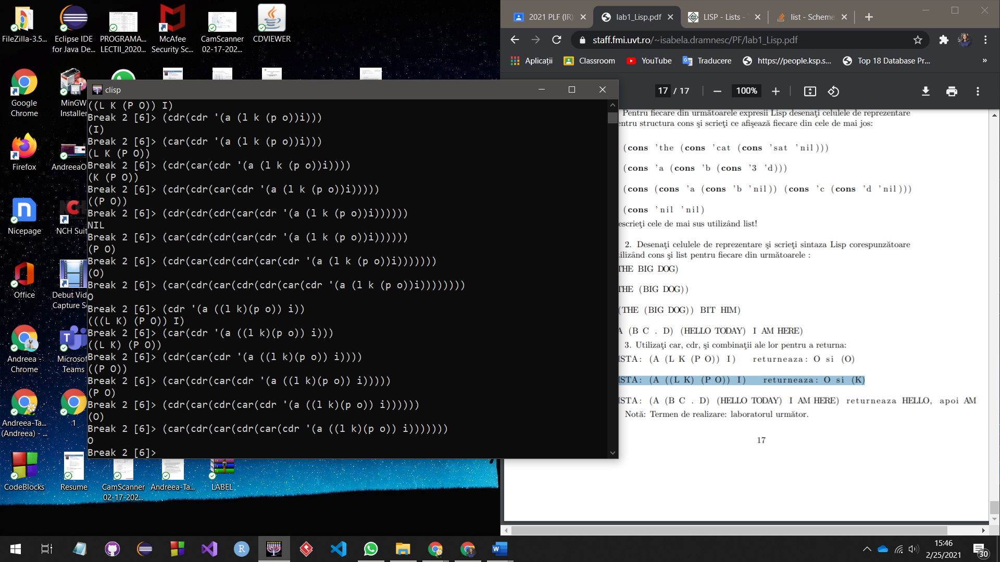 FileZilla-3.5...
Eclipse IDE for Java De...
PROGRAMA... LECTII_2020...
McAfee Security Sc...
CamScanner 02-17-202...
CDVIEWER
Google Chrome
MinGW Installer
Firefox
AndreeaO
Nicepage
NCH Suit
Office
Debut Vid Capture S
Andreea - Chrome
Microsof Teams
Andreea-Ta... (Andreea) - ...
1
CodeBlocks
Resume
CamScanner 02-17-202...
Andreea-Ta...
LABEL
clisp
((L K (P O)) I)
Break 2 [6]> (cdr(cdr '(a (l k (p o))i)))
(I)
Break 2 [6]> (car(cdr '(a (l k (p o))i)))
(L K (P O))
Break 2 [6]> (cdr(car(cdr '(a (l k (p o))i))))
(K (P O))
Break 2 [6]> (cdr(cdr(car(cdr '(a (l k (p o))i)))))
((P O))
Break 2 [6]> (cdr(cdr(cdr(car(cdr '(a (l k (p o))i))))))
NIL
Break 2 [6]> (car(cdr(cdr(car(cdr '(a (l k (p o))i))))))
(P O)
Break 2 [6]> (cdr(car(cdr(cdr(car(cdr '(a (l k (p o))i)))))))
(O)
Break 2 [6]> (car(cdr(car(cdr(cdr(car(cdr '(a (l k (p o))i))))))))
O
Break 2 [6]> (cdr '(a ((l k)(p o)) i))
(((L K) (P O)) I)
Break 2 [6]> (car(cdr '(a ((l k)(p o)) i)))
((L K) (P O))
Break 2 [6]> (cdr(car(cdr '(a ((l k)(p o)) i))))
((P O))
Break 2 [6]> (car(cdr(car(cdr '(a ((l k)(p o)) i)))))
(P O)
Break 2 [6]> (cdr(car(cdr(car(cdr '(a ((l k)(p o)) i))))))
(O)
Break 2 [6]> (car(cdr(car(cdr(car(cdr '(a ((l k)(p o)) i)))))))
O
Break 2 [6]>
2021 PLF (IR)
lab1_Lisp.pdf
LISP - Lists -
list - Scheme
staff.fmi.uvt.ro/~isabela.dramnesc/PF/lab1_Lisp.pdf
Aplicații Classroom YouTube Traducere https://people.ksp.s... Top 18 Database Pr... »
17 / 17 100%
Pentru fiecare din următoarele expresii Lisp desenaţi celulele de reprezentare
entru structura cons şi scrieţi ce afişează fiecare din cele de mai jos:
(cons 'the (cons 'cat (cons 'sat 'nil)))
(cons 'a (cons 'b (cons '3 'd)))
(cons (cons 'a (cons 'b 'nil)) (cons 'c (cons 'd 'nil)))
(cons 'nil 'nil)
escrieţi cele de mai sus utilizând list!
2. Desenaţi celulele de reprezentare şi scrieţi sintaza Lisp corespunzătoare
tilizând cons şi list pentru fiecare din următoarele :
THE BIG DOG)
THE (BIG DOG))
(THE (BIG DOG)) BIT HIM)
A (B C . D) (HELLO TODAY) I AM HERE)
3. Utilizaţi car, cdr, şi combinaţii ale lor pentru a returna:
ISTA: (A (L K (P O)) I) returneaza: O si (O)
ISTA: (A ((L K) (P O)) I) returneaza: O si (K)
ISTA: (A (B C . D) (HELLO TODAY) I AM HERE) returneaza HELLO, apoi AM
Notă: Termen de realizare: laboratorul următor.
17
15:46
2/25/2021
30